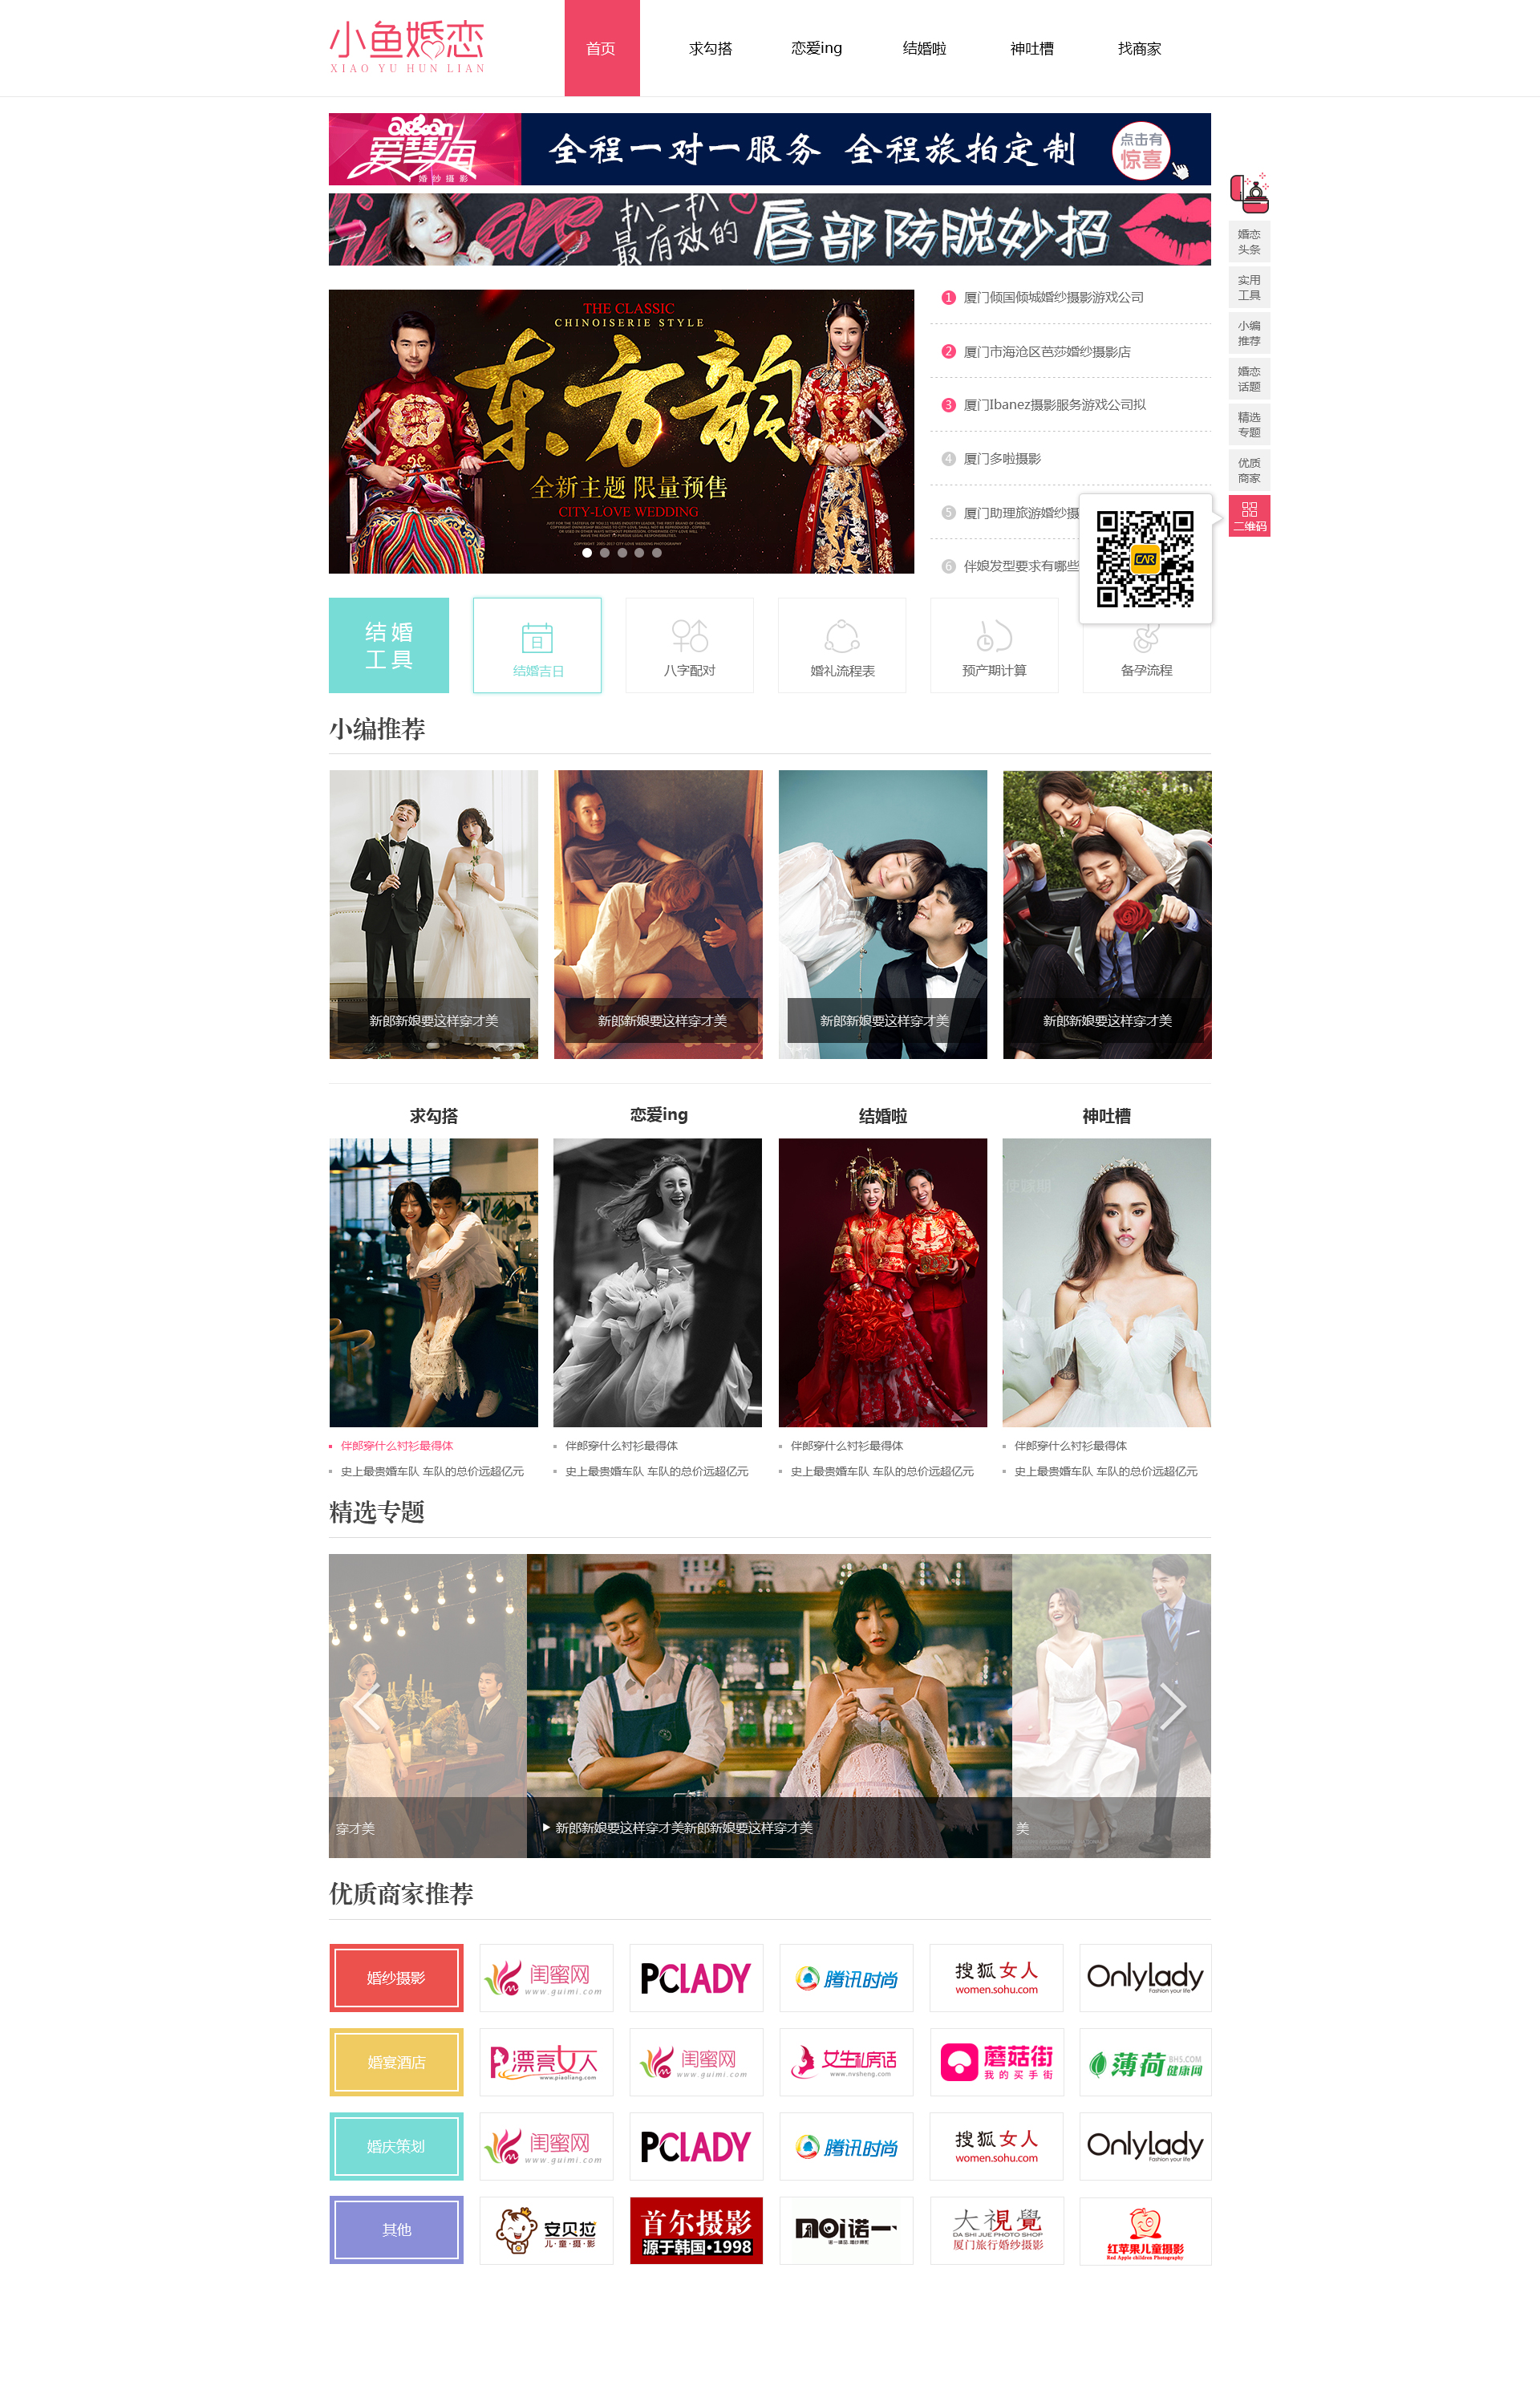 小鱼婚恋
XIAO YU HUN LIAN
首页
求勾搭
恋爱ing
结婚啦
神吐槽
找商家
爱琴海
婚纱摄影
全程一对一服务 全程旅拍定制
点击有
惊喜
扒一扒
最有效的
唇部防脱妙招
THE CLASSIC
CHINOISERIE STYLE
东方韵
全新主题 限量预售
CITY-LOVE WEDDING
1 厦门倾国倾城婚纱摄影游戏公司
2 厦门市海沧区芭莎婚纱摄影店
3 厦门Ibanez摄影服务游戏公司拟
4 厦门多啦摄影
5 厦门助理旅游婚纱摄
6 伴娘发型要求有哪些
婚恋
头条
实用
工具
小编
推荐
婚恋
话题
精选
专题
优质
商家
二维码
CAR
结婚
工具
日
结婚吉日
八字配对
婚礼流程表
预产期计算
备孕流程
小编推荐
新郎新娘要这样穿才美
新郎新娘要这样穿才美
新郎新娘要这样穿才美
新郎新娘要这样穿才美
求勾搭
恋爱ing
结婚啦
神吐槽
伴郎穿什么衬衫最得体
史上最贵婚车队 车队的总价远超亿元
伴郎穿什么衬衫最得体
史上最贵婚车队 车队的总价远超亿元
伴郎穿什么衬衫最得体
史上最贵婚车队 车队的总价远超亿元
伴郎穿什么衬衫最得体
史上最贵婚车队 车队的总价远超亿元
精选专题
穿才美
新郎新娘要这样穿才美新郎新娘要这样穿才美
美
优质商家推荐
婚纱摄影
闺蜜网
www.guimi.com
PCLADY
腾讯时尚
搜狐女人
women.sohu.com
OnlyLady
Fashion your life
婚宴酒店
漂亮女人
www.piaoliang.com
闺蜜网
www.guimi.com
女生私房话
www.nvsheng.com
蘑菇街
我的买手街
薄荷
BHS.COM
健康网
婚庆策划
闺蜜网
www.guimi.com
PCLADY
腾讯时尚
搜狐女人
women.sohu.com
OnlyLady
Fashion your life
其他
安贝拉
儿·童·摄·影
首尔摄影
源于韩国·1998
noi诺一
大視覺
DA SHI JUE PHOTO SHOP
厦门旅行婚纱摄影
红苹果儿童摄影
Red Apple children Photography